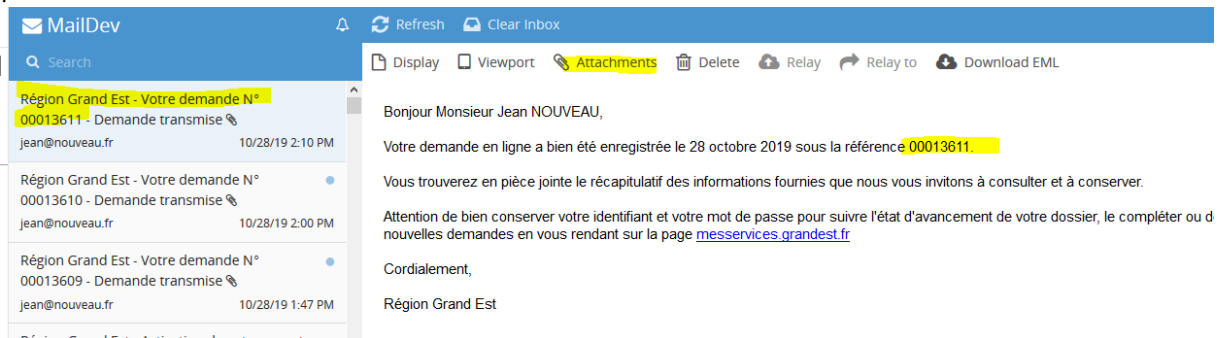 MailDev
Refresh Clear Inbox
Search
Display Viewport Attachments Delete Relay Relay to Download EML
Région Grand Est - Votre demande N°
00013611 - Demande transmise
jean@nouveau.fr 10/28/19 2:10 PM
Région Grand Est - Votre demande N°
00013610 - Demande transmise
jean@nouveau.fr 10/28/19 2:00 PM
Région Grand Est - Votre demande N°
00013609 - Demande transmise
jean@nouveau.fr 10/28/19 1:47 PM
Bonjour Monsieur Jean NOUVEAU,
Votre demande en ligne a bien été enregistrée le 28 octobre 2019 sous la référence 00013611.
Vous trouverez en pièce jointe le récapitulatif des informations fournies que nous vous invitons à consulter et à conserver.
Attention de bien conserver votre identifiant et votre mot de passe pour suivre l'état d'avancement de votre dossier, le compléter ou
nouvelles demandes en vous rendant sur la page messervices.grandest.fr
Cordialement,
Région Grand Est